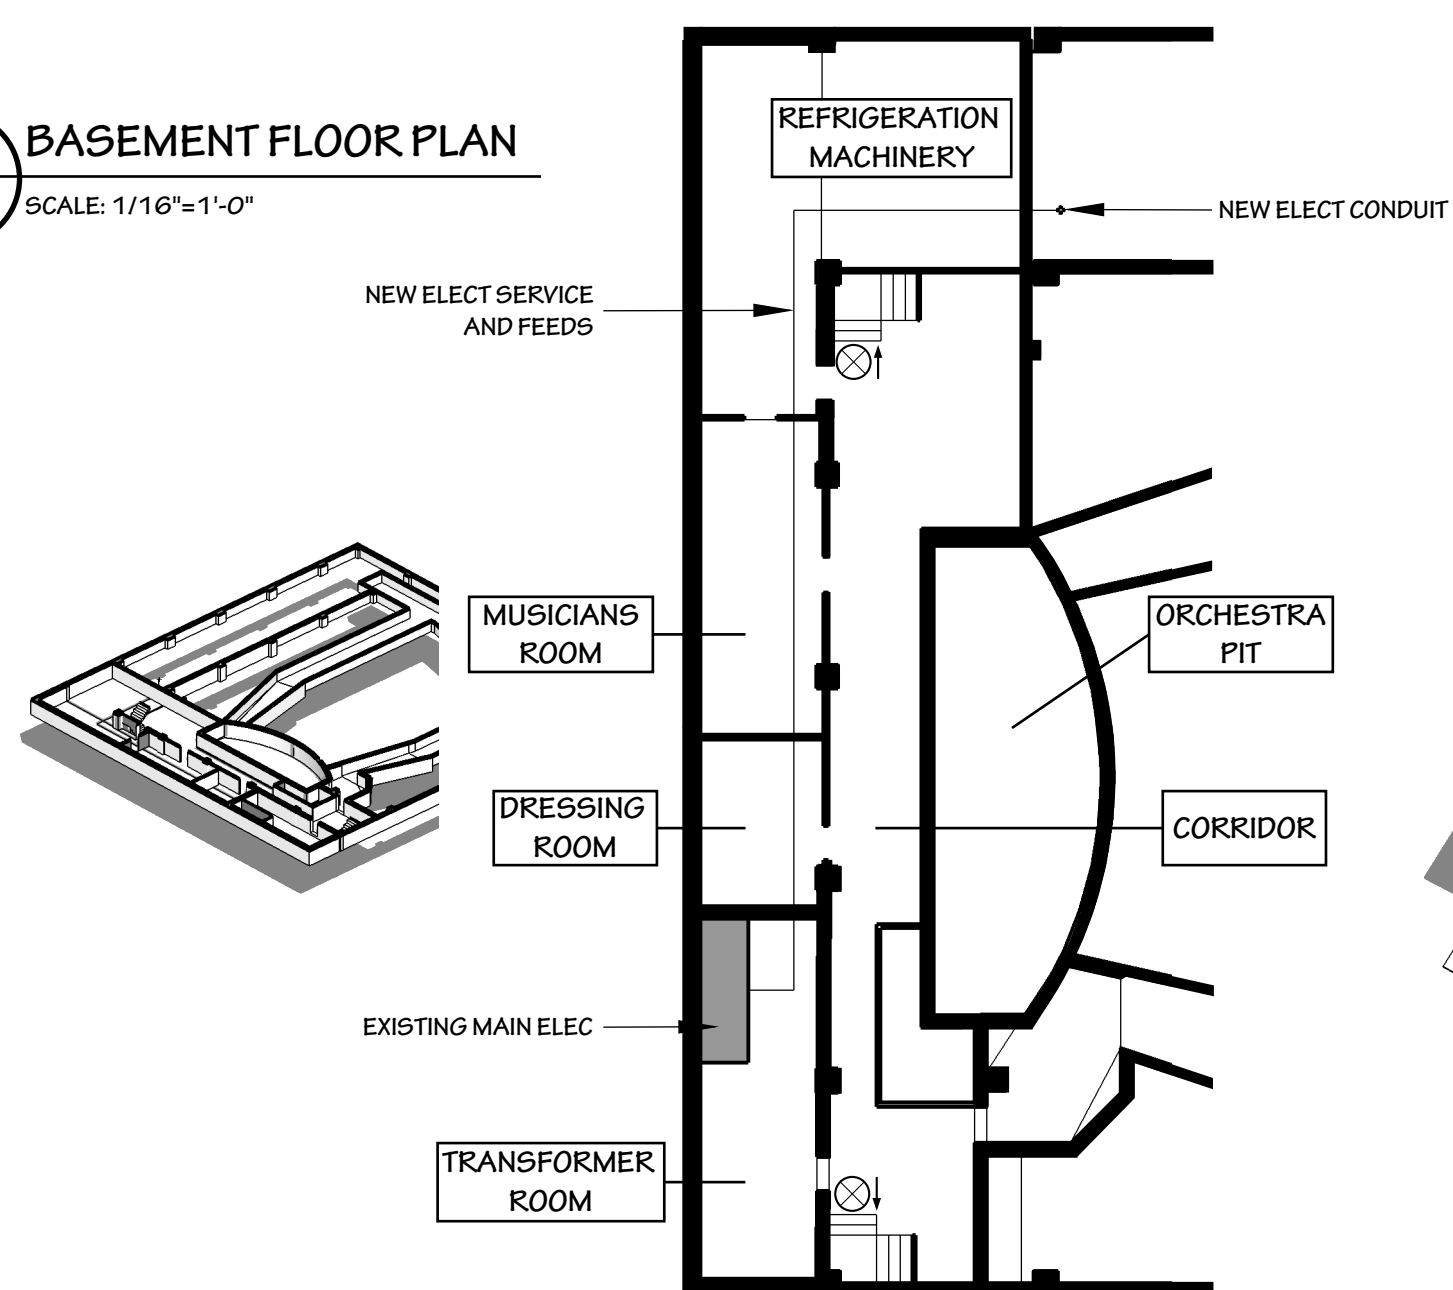 BASEMENT FLOOR PLAN
SCALE: 1/16"=1'-0"
REFRIGERATION
MACHINERY
NEW ELECT CONDUIT
NEW ELECT SERVICE
AND FEEDS
MUSICIANS
ROOM
ORCHESTRA
PIT
DRESSING
ROOM
CORRIDOR
EXISTING MAIN ELEC
TRANSFORMER
ROOM